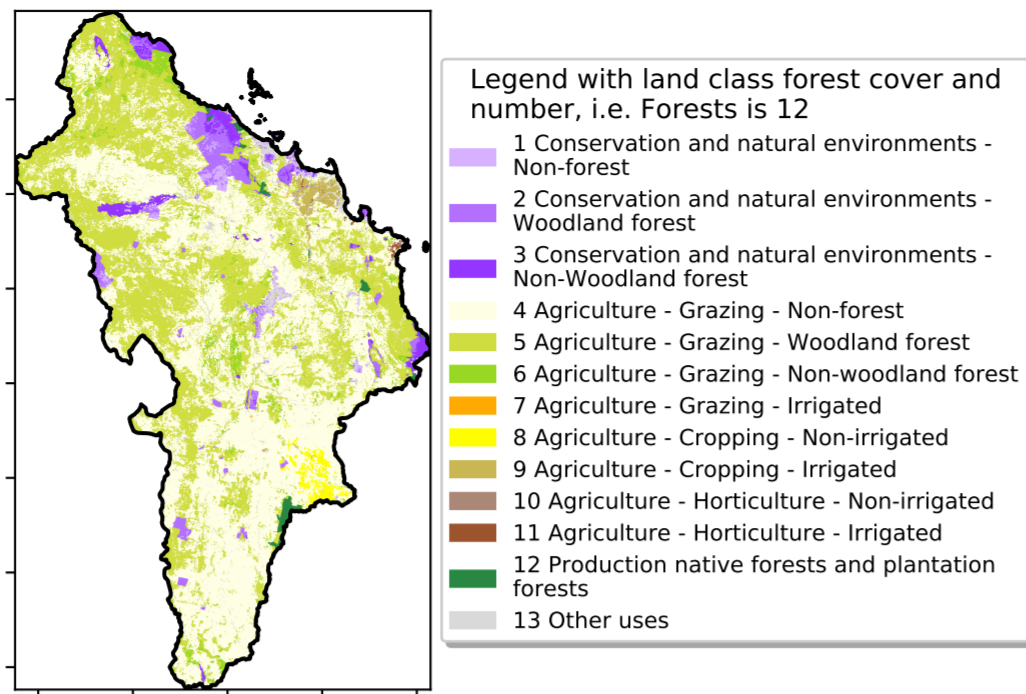 Legend with land class forest cover and
number, i.e. Forests is 12
1 Conservation and natural environments -
Non-forest
2 Conservation and natural environments -
Woodland forest
3 Conservation and natural environments -
Non-Woodland forest
4 Agriculture - Grazing - Non-forest
5 Agriculture - Grazing - Woodland forest
6 Agriculture - Grazing - Non-woodland forest
7 Agriculture - Grazing - Irrigated
8 Agriculture - Cropping - Non-irrigated
9 Agriculture - Cropping - Irrigated
10 Agriculture - Horticulture - Non-irrigated
11 Agriculture - Horticulture - Irrigated
12 Production native forests and plantation
forests
13 Other uses